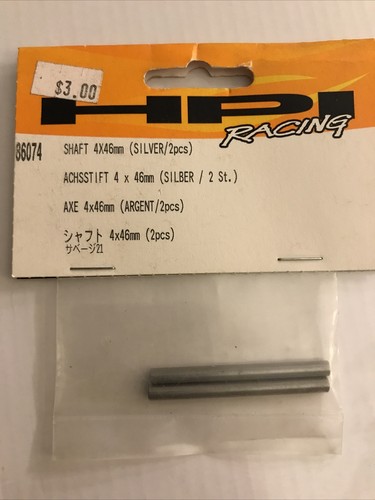 $3.00
HPI
RACING
86074
SHAFT 4X46mm (SILVER/2pcs)
ACHSSTIFT 4 x 46mm (SILBER / 2 St.)
AXE 4x46mm (ARGENT/2pcs)
シャフト 4x46mm (2pcs)
サベージ21